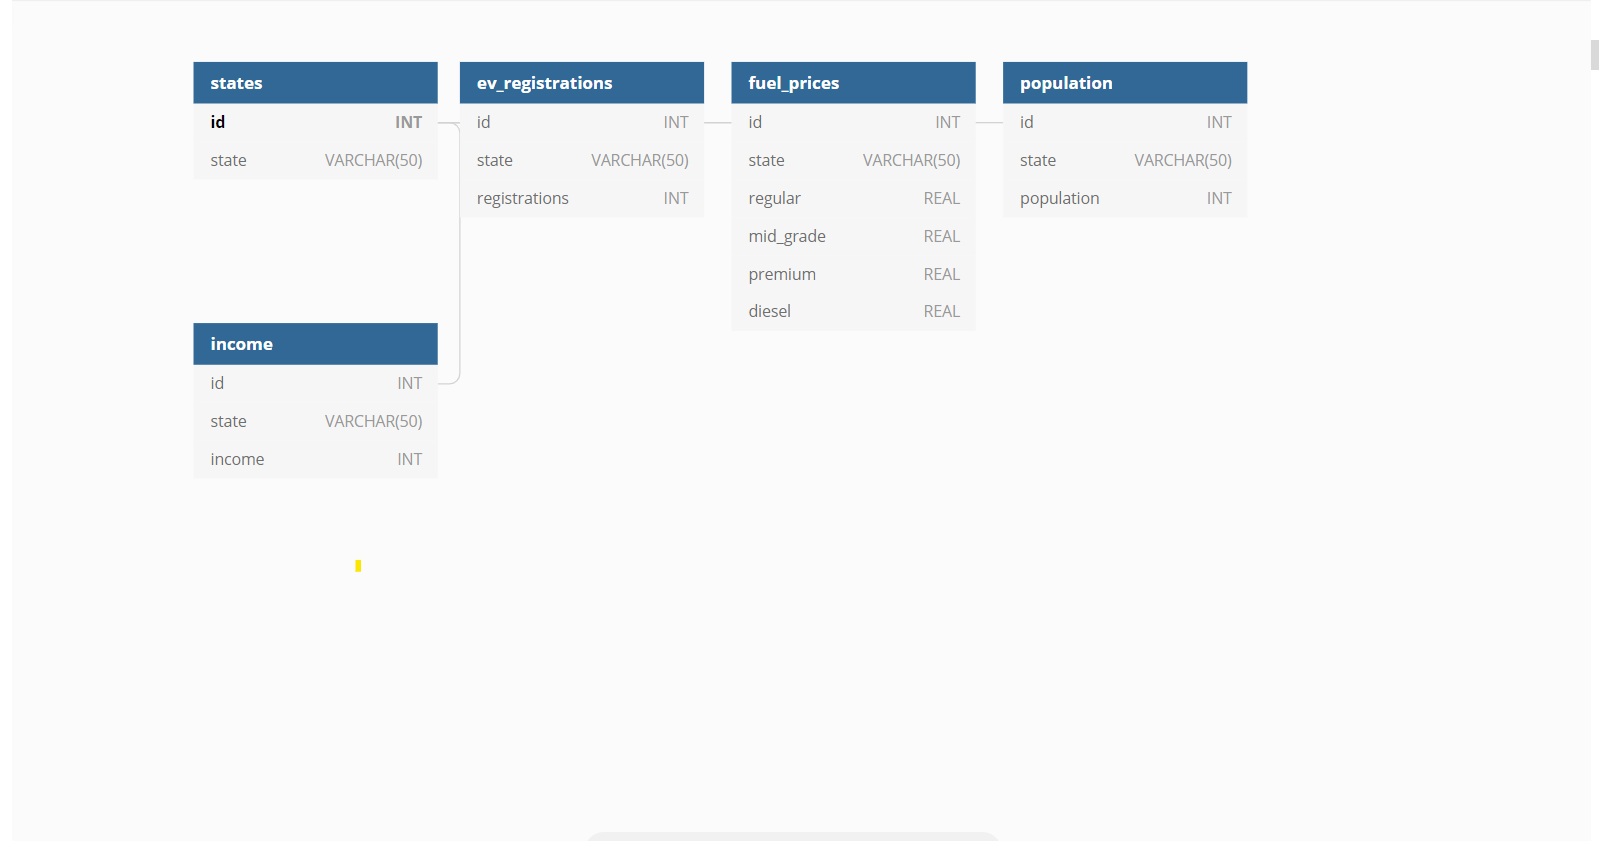 states
id INT
state VARCHAR(50)
ev_registrations
id INT
state VARCHAR(50)
registrations INT
fuel_prices
id INT
state VARCHAR(50)
regular REAL
mid_grade REAL
premium REAL
diesel REAL
population
id INT
state VARCHAR(50)
population INT
income
id INT
state VARCHAR(50)
income INT